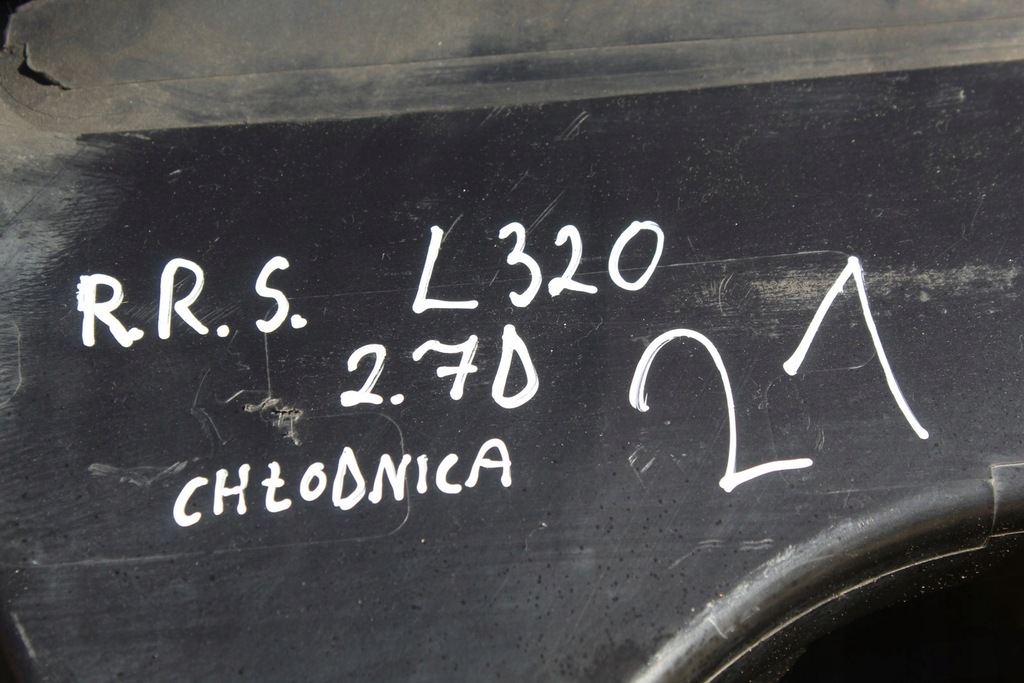 R.R.S. L320
2.7D
CHŁODNICA
21